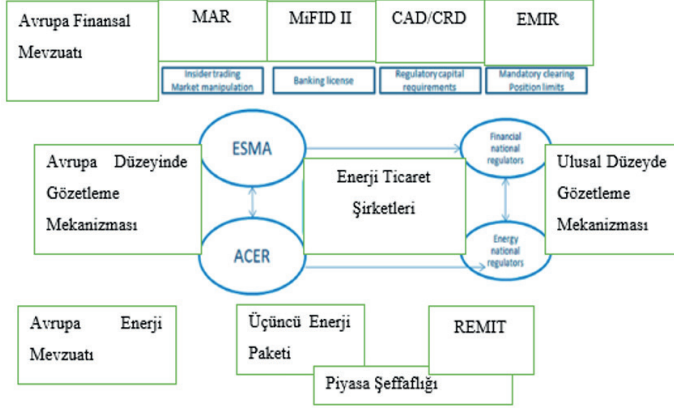 Avrupa Finansal
Mevzuatı
MAR
MiFID II
CAD/CRD
EMIR
Insider trading
Market manipulation
Banking license
Regulatory capital
requirements
Mandatory clearing
Position limits
ESMA
Financial
national
regulators
Avrupa Düzeyinde
Gözetleme
Mekanizması
Enerji Ticaret
Şirketleri
Ulusal Düzeyde
Gözetleme
Mekanizması
ACER
Energy
national
regulators
Avrupa Enerji
Mevzuatı
Üçüncü Enerji
Paketi
REMIT
Piyasa Şeffaflığı